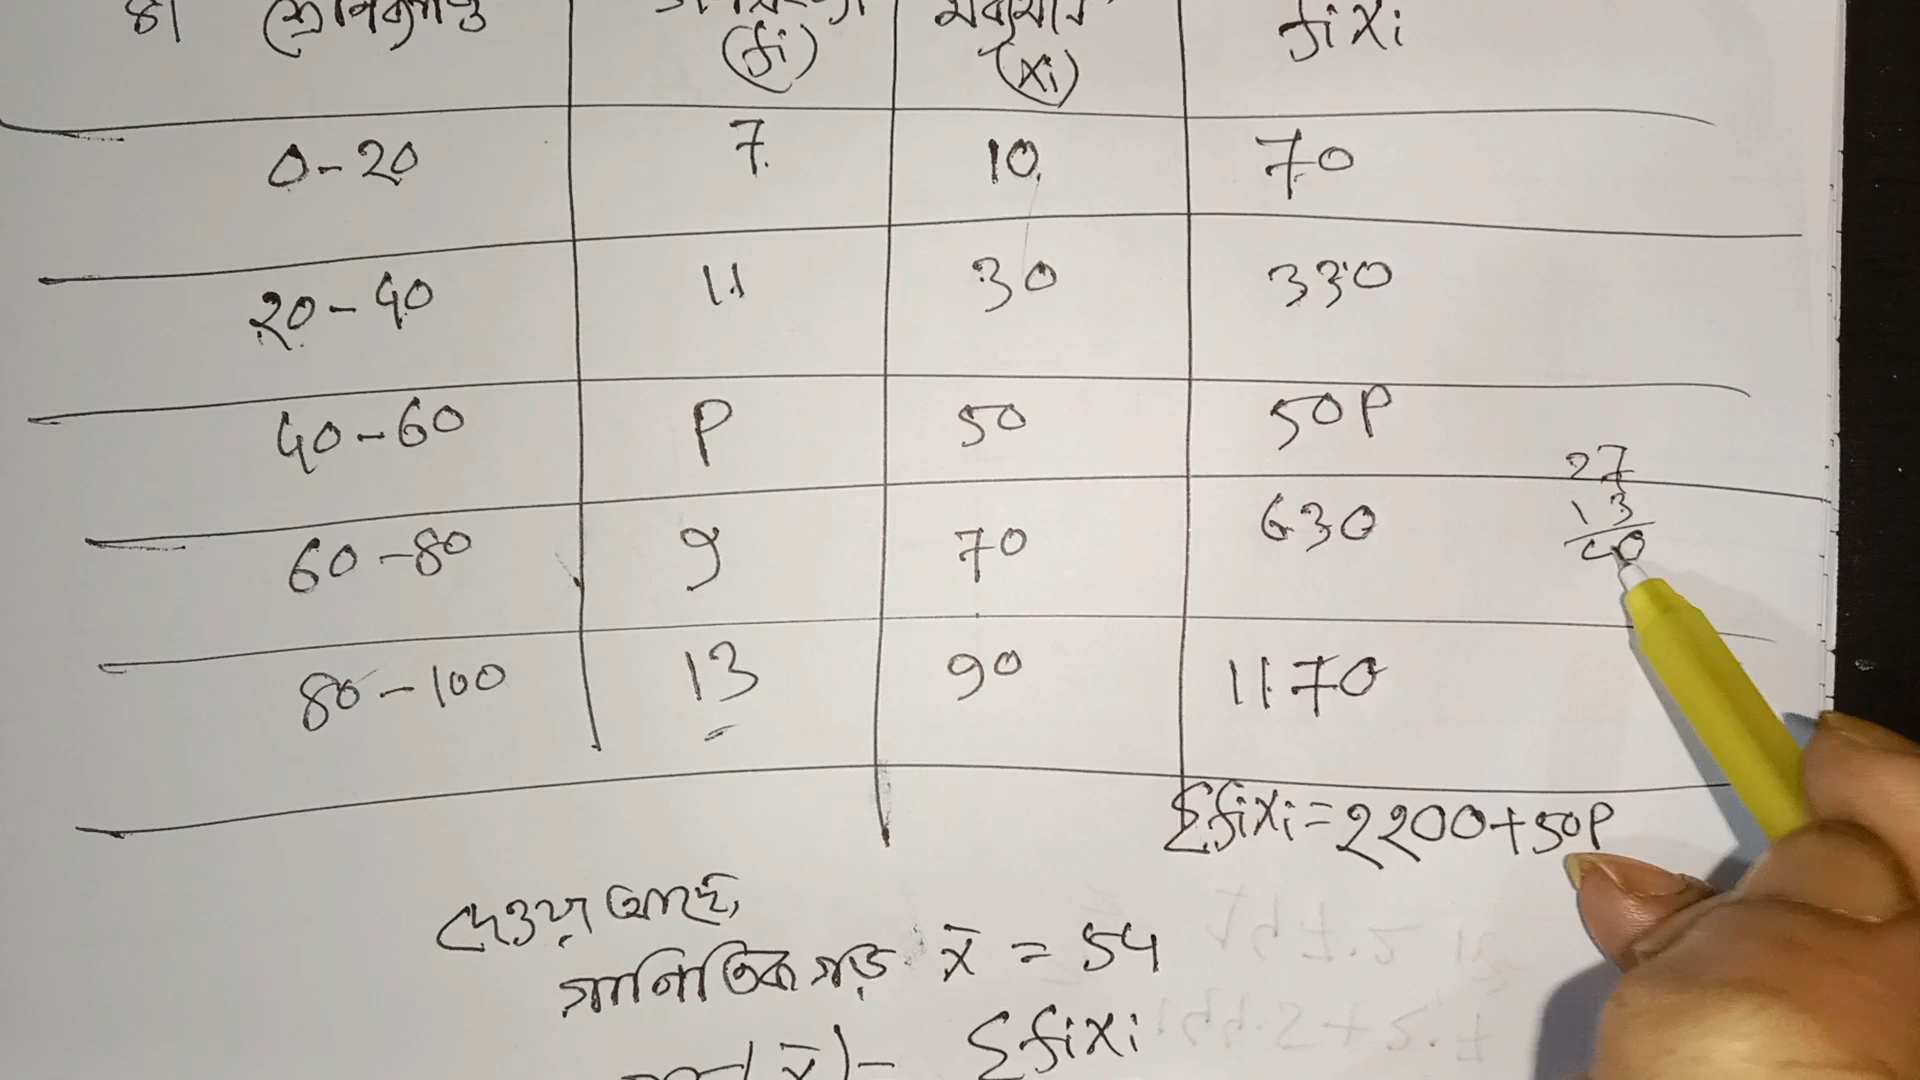 ৪। শ্রেণিব্যাপ্তি (fi) (xi) fixi
0-20 7 10 70
20-40 11 30 330
40-60 P 50 50P
27
60-80 9 70 630 13
40
80-100 13 90 1170
Σfixi=2200+50P
দেওয়া আছে,
গানিতিক গড় x̄ = 54
(x̄) = Σfixi